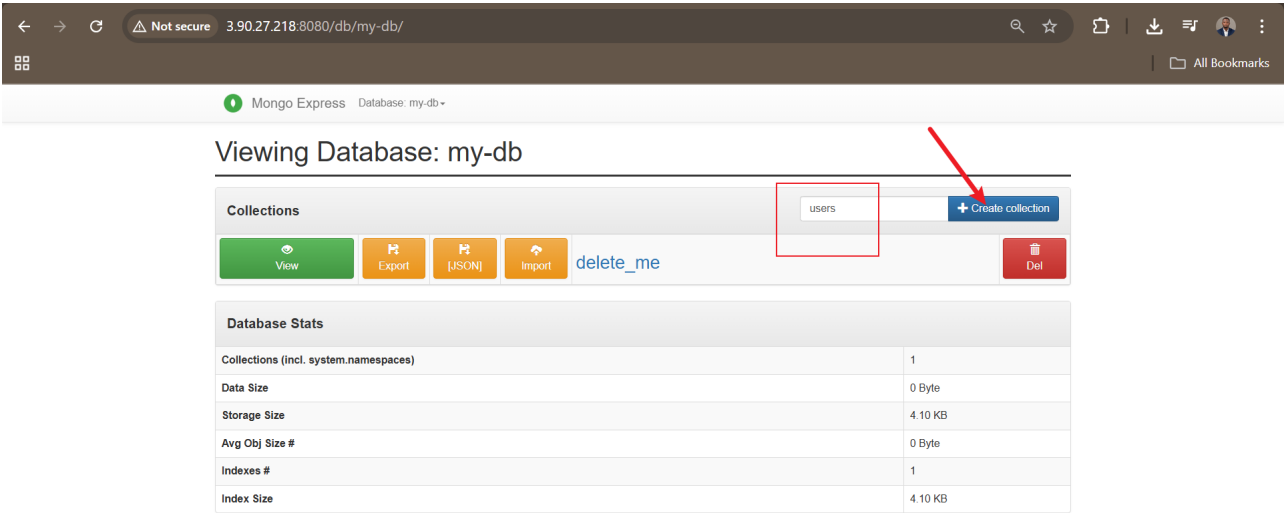 Not secure 3.90.27.218:8080/db/my-db/
All Bookmarks
Mongo Express Database: my-db
Viewing Database: my-db
Collections users Create collection
View Export [JSON] Import delete_me Del
Database Stats
Collections (incl. system.namespaces) 1
Data Size 0 Byte
Storage Size 4.10 KB
Avg Obj Size # 0 Byte
Indexes # 1
Index Size 4.10 KB